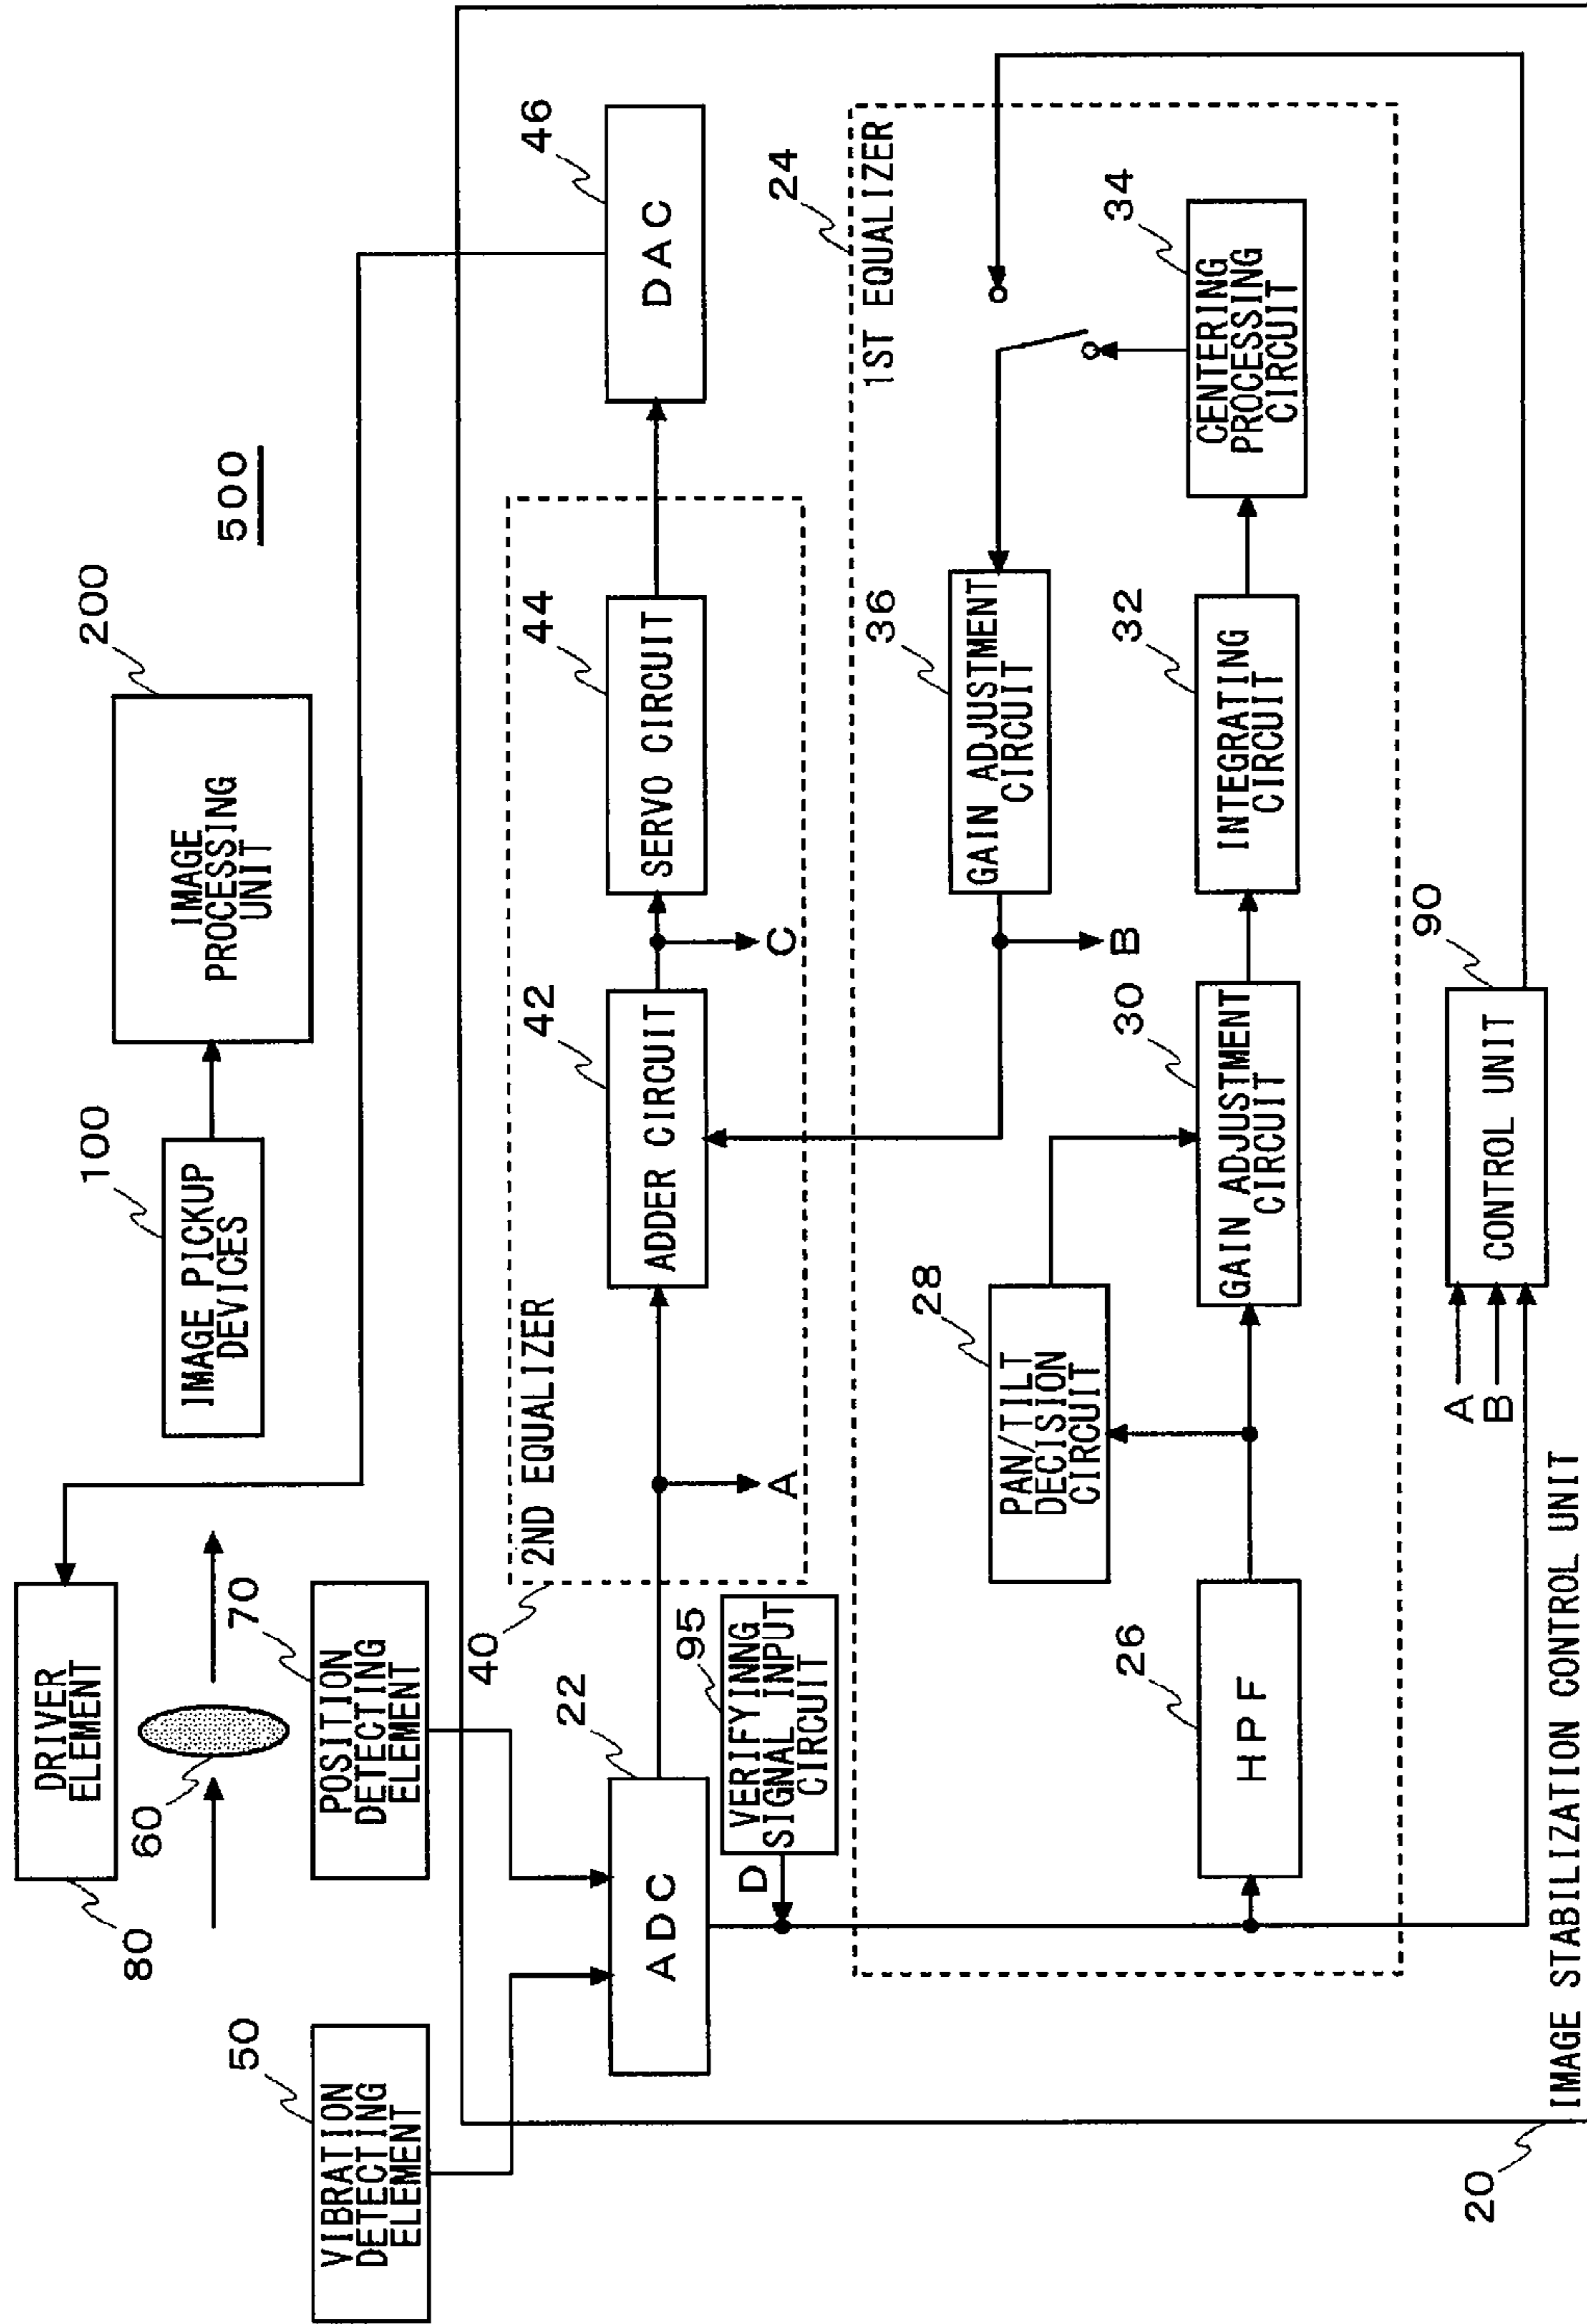 500
80
DRIVER
ELEMENT
60
70
POSITION
DETECTING
ELEMENT
50
VIBRATION
DETECTING
ELEMENT
100
IMAGE PICKUP
DEVICES
200
IMAGE
PROCESSING
UNIT
40
2ND EQUALIZER
22
ADC
A
42
ADDER CIRCUIT
C
44
SERVO CIRCUIT
46
DAC
95
VERIFYINNG
SIGNAL INPUT
CIRCUIT
D
24
1ST EQUALIZER
26
HPF
28
PAN/TILT
DECISION
CIRCUIT
30
GAIN ADJUSTMENT
CIRCUIT
32
INTEGRATING
CIRCUIT
34
CENTERING
PROCESSING
CIRCUIT
36
GAIN ADJUSTMENT
CIRCUIT
B
A
B
90
CONTROL UNIT
20
IMAGE STABILIZATION CONTROL UNIT